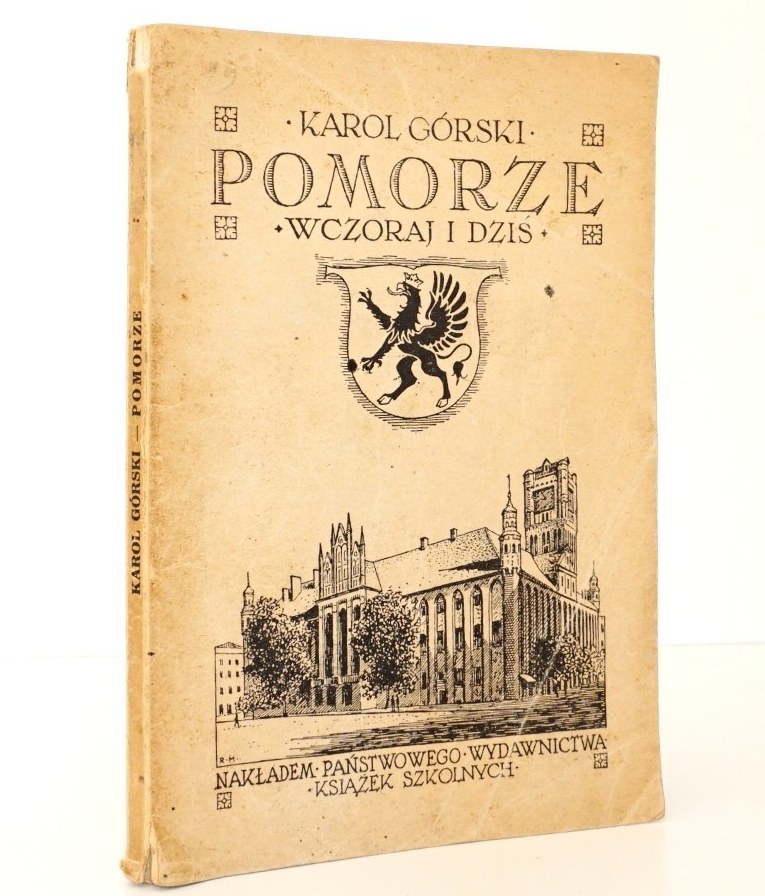 · KAROL GÓRSKI ·
POMORZE
· WCZORAJ I DZIŚ ·
R·M·
NAKŁADEM · PAŃSTWOWEGO · WYDAWNICTWA
· KSIĄŻEK SZKOLNYCH ·
KAROL GÓRSKI — POMORZE